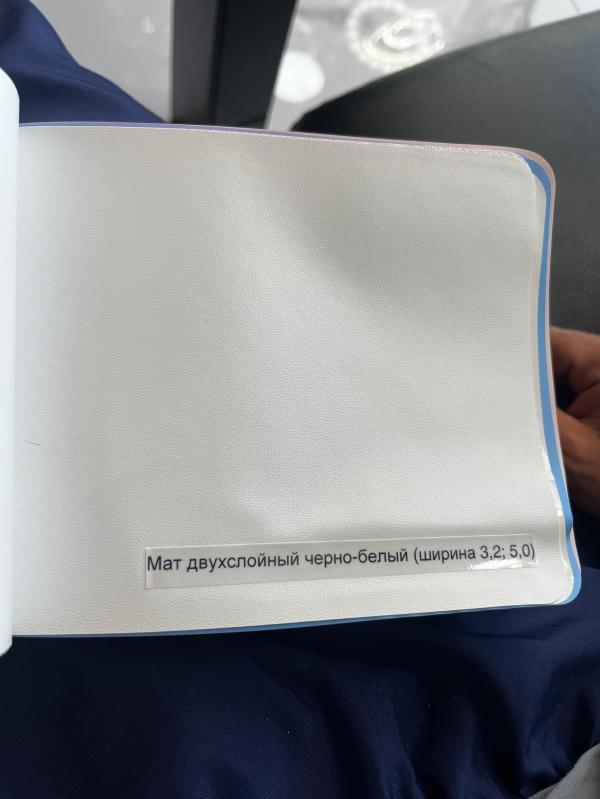 Мат двухслойный черно-белый (ширина 3,2; 5,0)